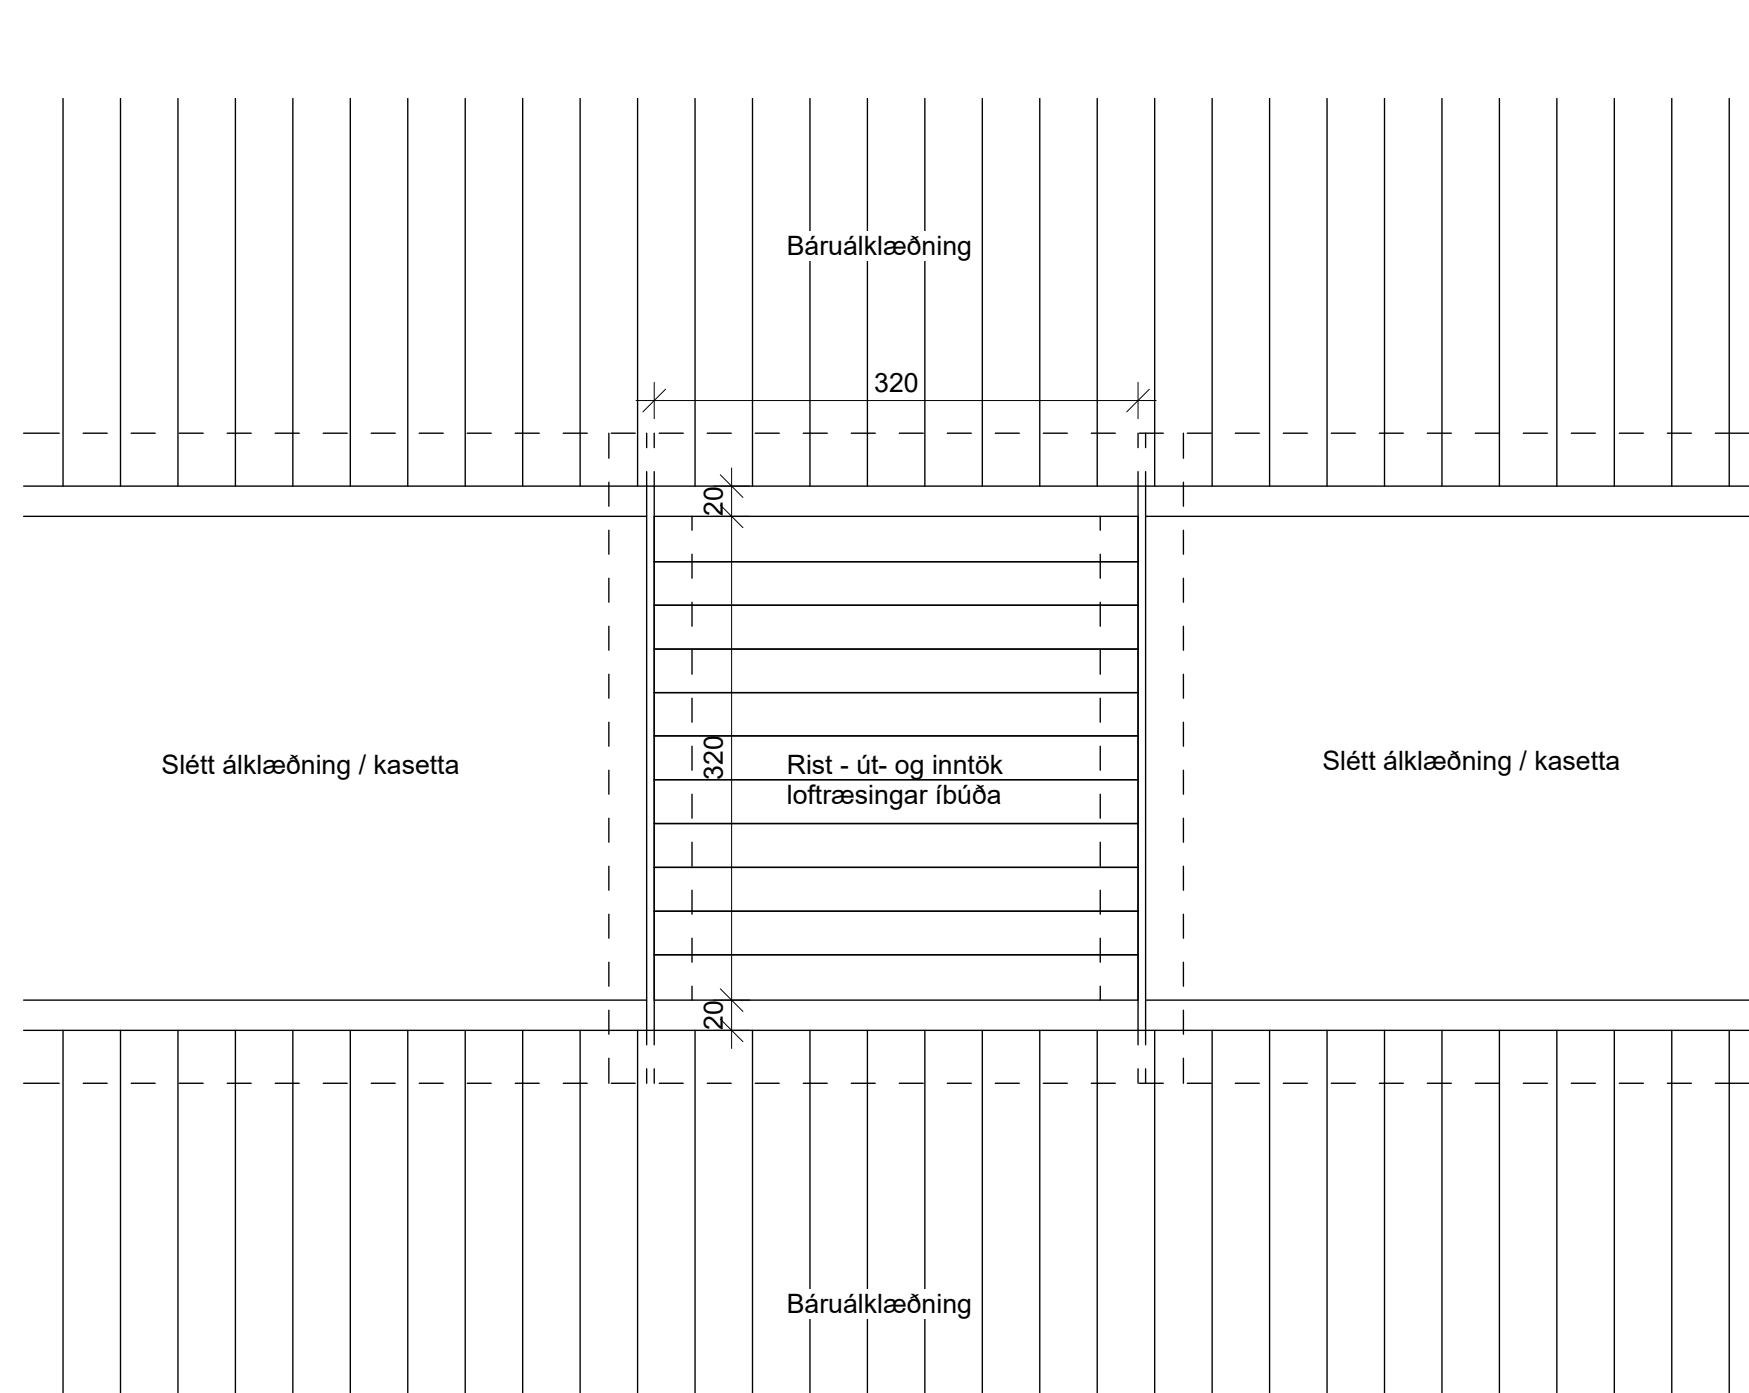 Báruálklæðning
320
20
320
Slétt álklæðning / kasetta
Rist - út- og inntök
loftræsingar íbúða
Slétt álklæðning / kasetta
20
Báruálklæðning